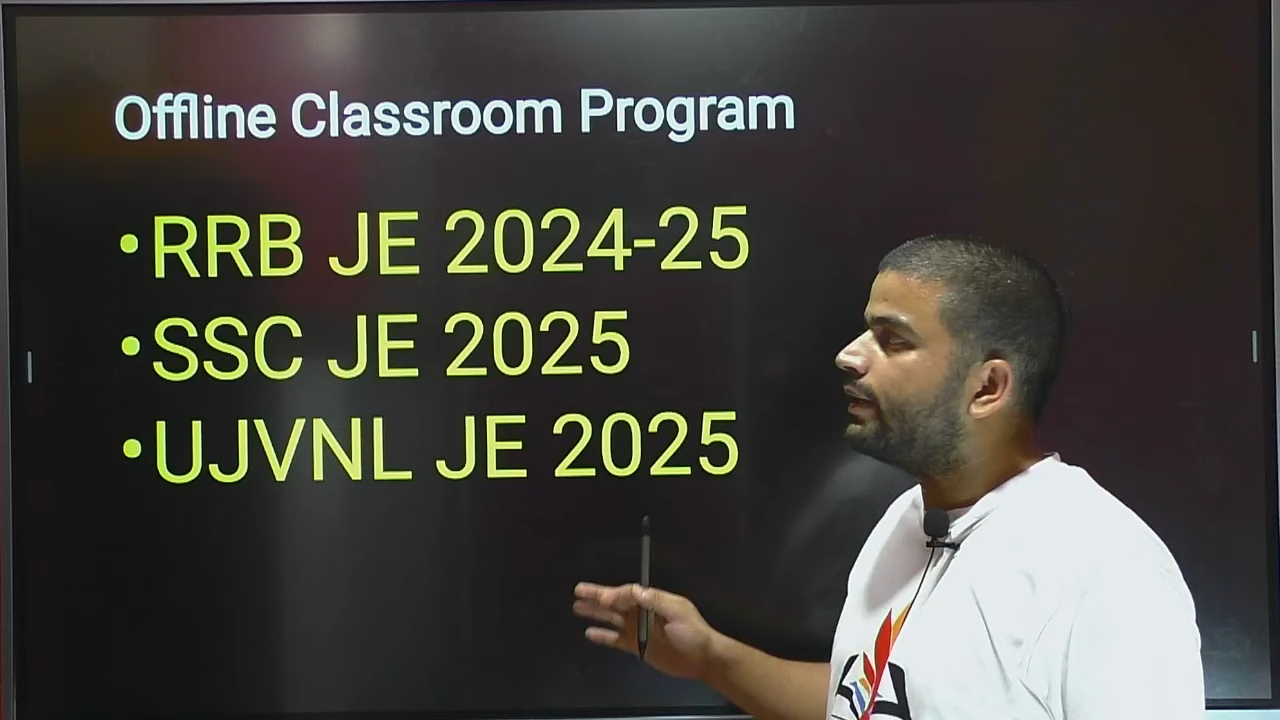 Offline Classroom Program
•RRB JE 2024-25
•SSC JE 2025
•UJVNL JE 2025